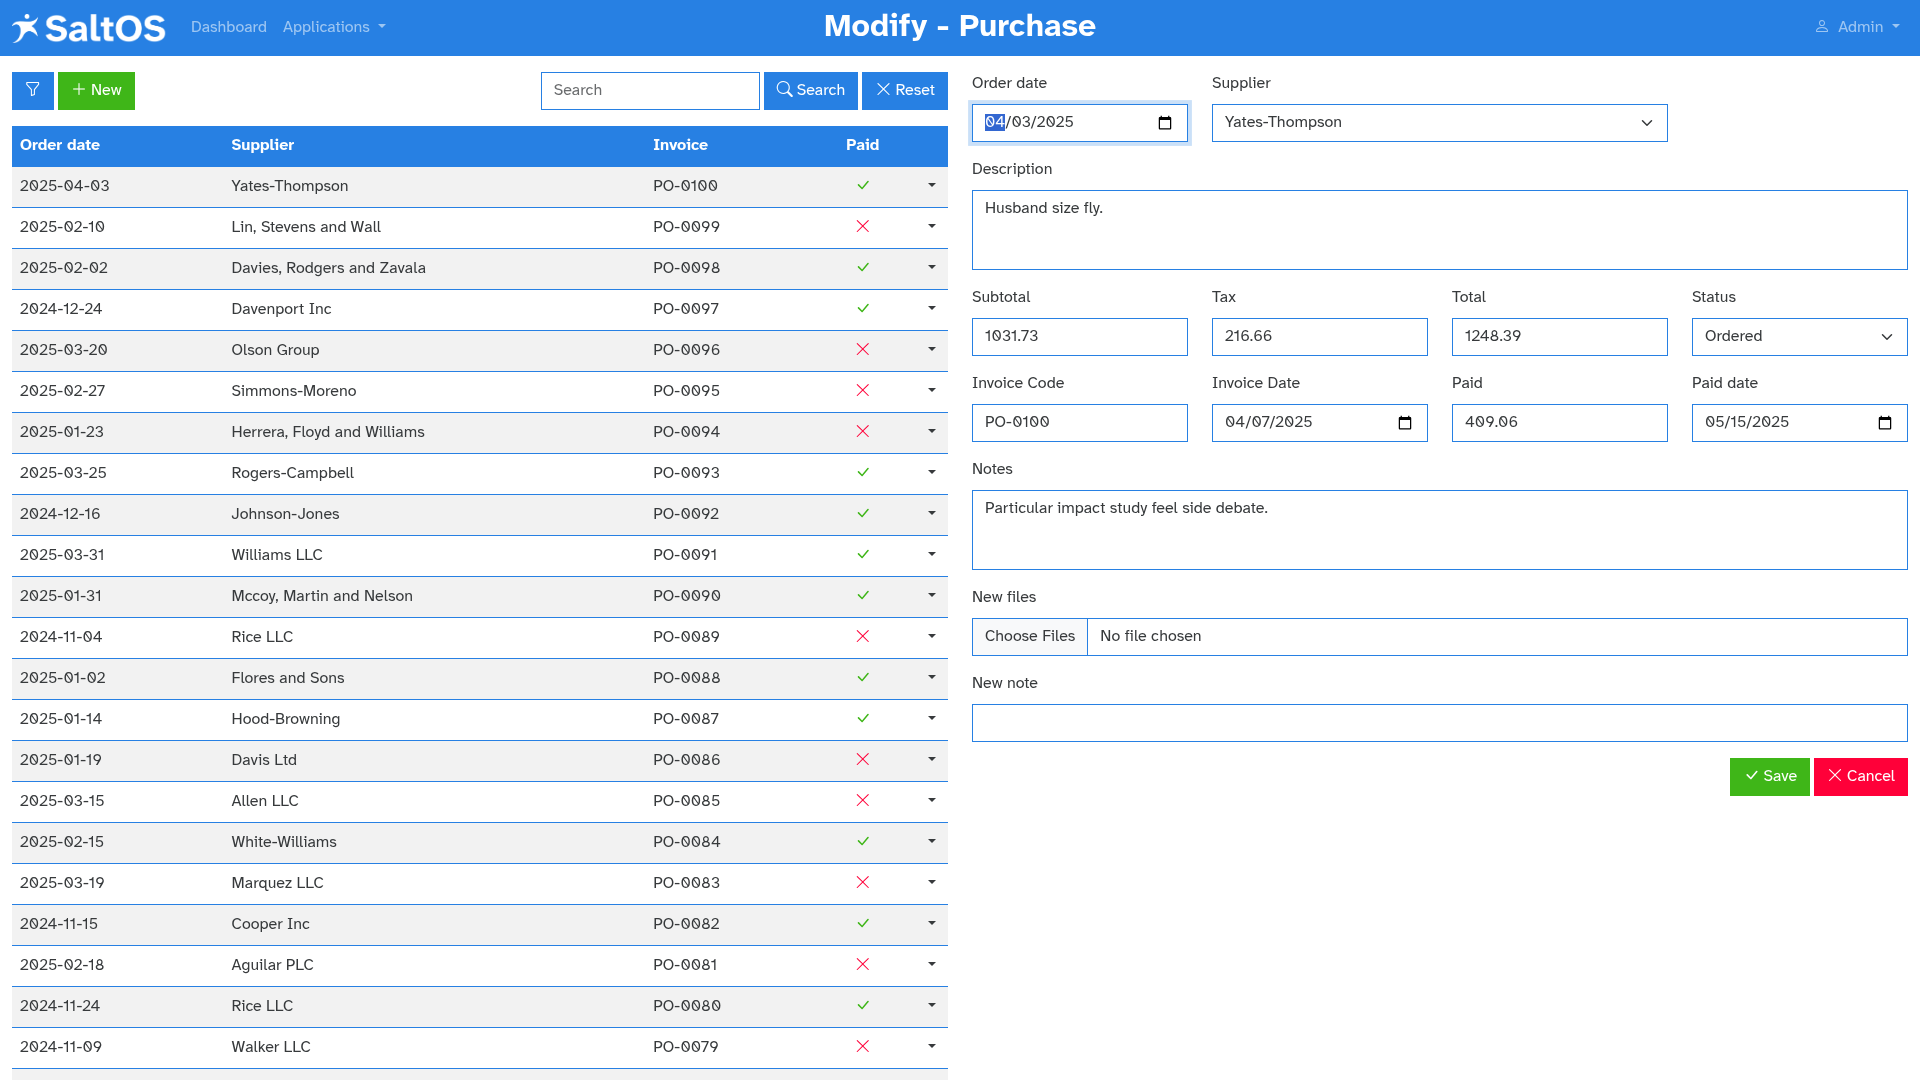 SaltOS Dashboard Applications Modify - Purchase Admin
New Search Search Reset
Order date Supplier Invoice Paid
2025-04-03 Yates-Thompson PO-0100
2025-02-10 Lin, Stevens and Wall PO-0099
2025-02-02 Davies, Rodgers and Zavala PO-0098
2024-12-24 Davenport Inc PO-0097
2025-03-20 Olson Group PO-0096
2025-02-27 Simmons-Moreno PO-0095
2025-01-23 Herrera, Floyd and Williams PO-0094
2025-03-25 Rogers-Campbell PO-0093
2024-12-16 Johnson-Jones PO-0092
2025-03-31 Williams LLC PO-0091
2025-01-31 Mccoy, Martin and Nelson PO-0090
2024-11-04 Rice LLC PO-0089
2025-01-02 Flores and Sons PO-0088
2025-01-14 Hood-Browning PO-0087
2025-01-19 Davis Ltd PO-0086
2025-03-15 Allen LLC PO-0085
2025-02-15 White-Williams PO-0084
2025-03-19 Marquez LLC PO-0083
2024-11-15 Cooper Inc PO-0082
2025-02-18 Aguilar PLC PO-0081
2024-11-24 Rice LLC PO-0080
2024-11-09 Walker LLC PO-0079
Order date Supplier
04/03/2025 Yates-Thompson
Description
Husband size fly.
Subtotal Tax Total Status
1031.73 216.66 1248.39 Ordered
Invoice Code Invoice Date Paid Paid date
PO-0100 04/07/2025 409.06 05/15/2025
Notes
Particular impact study feel side debate.
New files
Choose Files No file chosen
New note
Save Cancel